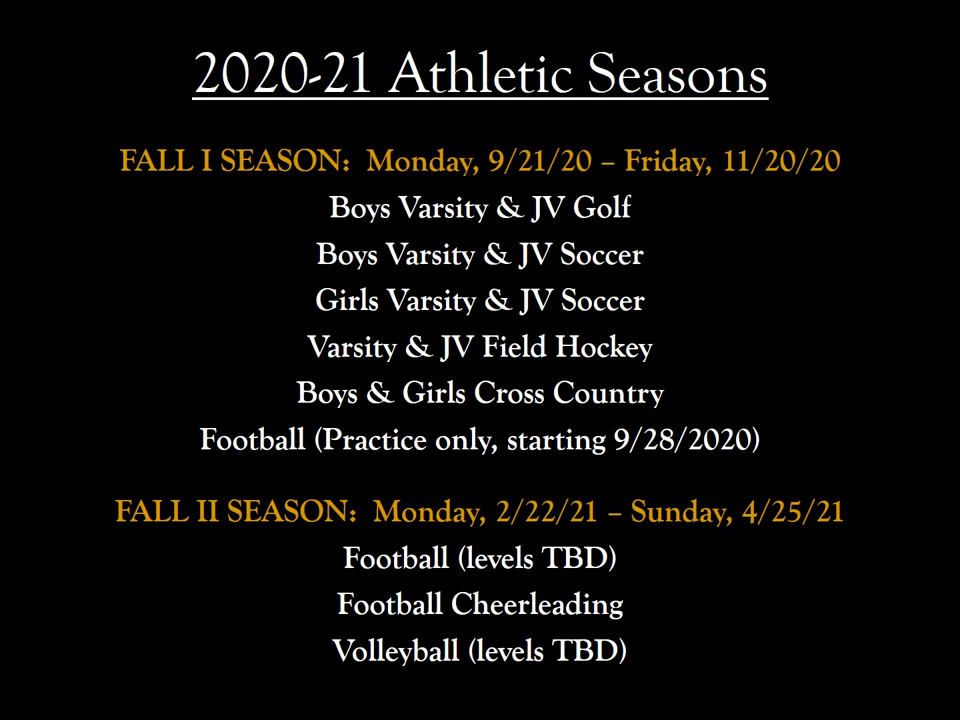 2020-21 Athletic Seasons
FALL I SEASON:  Monday, 9/21/20 – Friday, 11/20/20
Boys Varsity & JV Golf
Boys Varsity & JV Soccer
Girls Varsity & JV Soccer
Varsity & JV Field Hockey
Boys & Girls Cross Country
Football (Practice only, starting 9/28/2020)
FALL II SEASON:  Monday, 2/22/21 – Sunday, 4/25/21
Football (levels TBD)
Football Cheerleading
Volleyball (levels TBD)